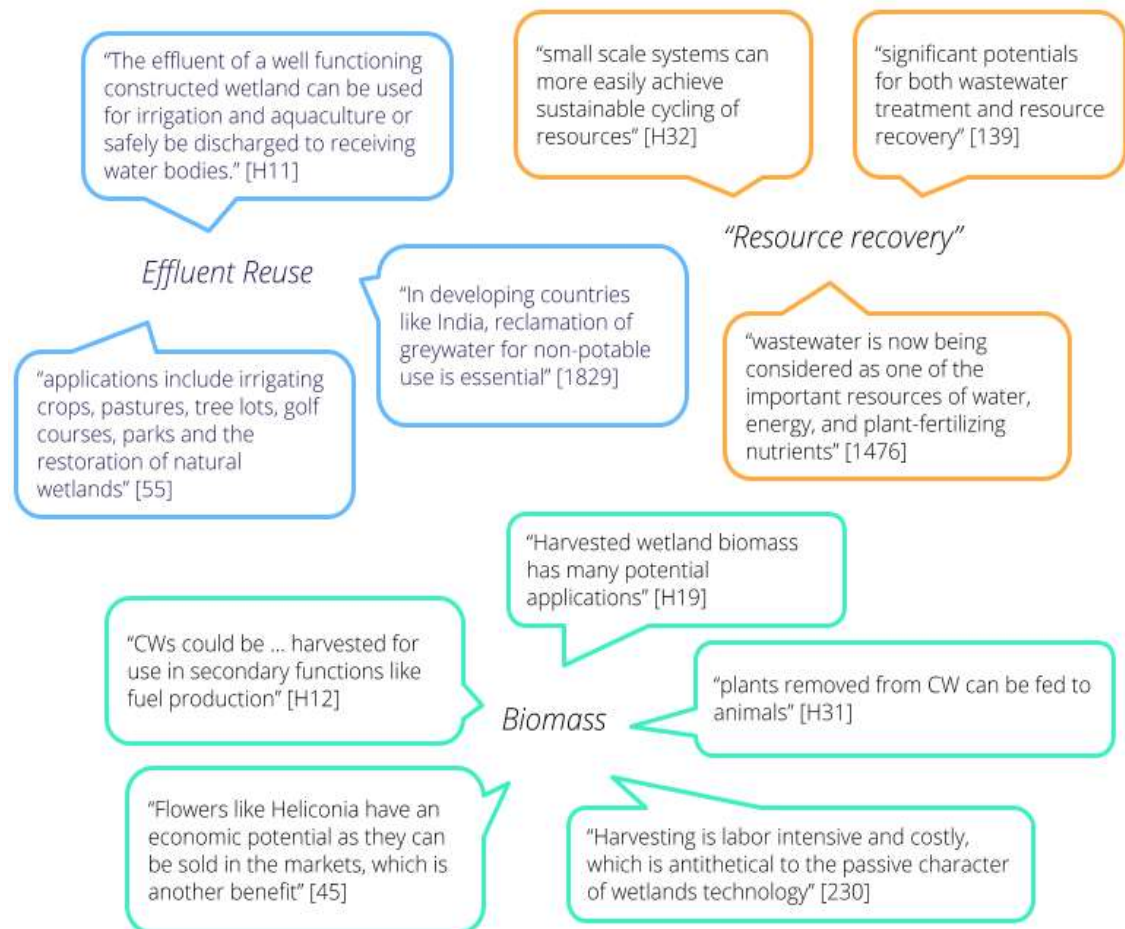 “The effluent of a well functioning
constructed wetland can be used
for irrigation and aquaculture or
safely be discharged to receiving
water bodies.” [H11]
“small scale systems can
more easily achieve
sustainable cycling of
resources” [H32]
“significant potentials
for both wastewater
treatment and resource
recovery” [139]
“Resource recovery”
Effluent Reuse
“In developing countries
like India, reclamation of
greywater for non-potable
use is essential” [1829]
“applications include irrigating
crops, pastures, tree lots, golf
courses, parks and the
restoration of natural
wetlands” [55]
“wastewater is now being
considered as one of the
important resources of water,
energy, and plant-fertilizing
nutrients” [1476]
“Harvested wetland biomass
has many potential
applications” [H19]
“CWs could be ... harvested for
use in secondary functions like
fuel production” [H12]
“plants removed from CW can be fed to
animals” [H31]
Biomass
“Flowers like Heliconia have an
economic potential as they can
be sold in the markets, which is
another benefit” [45]
“Harvesting is labor intensive and costly,
which is antithetical to the passive character
of wetlands technology” [230]